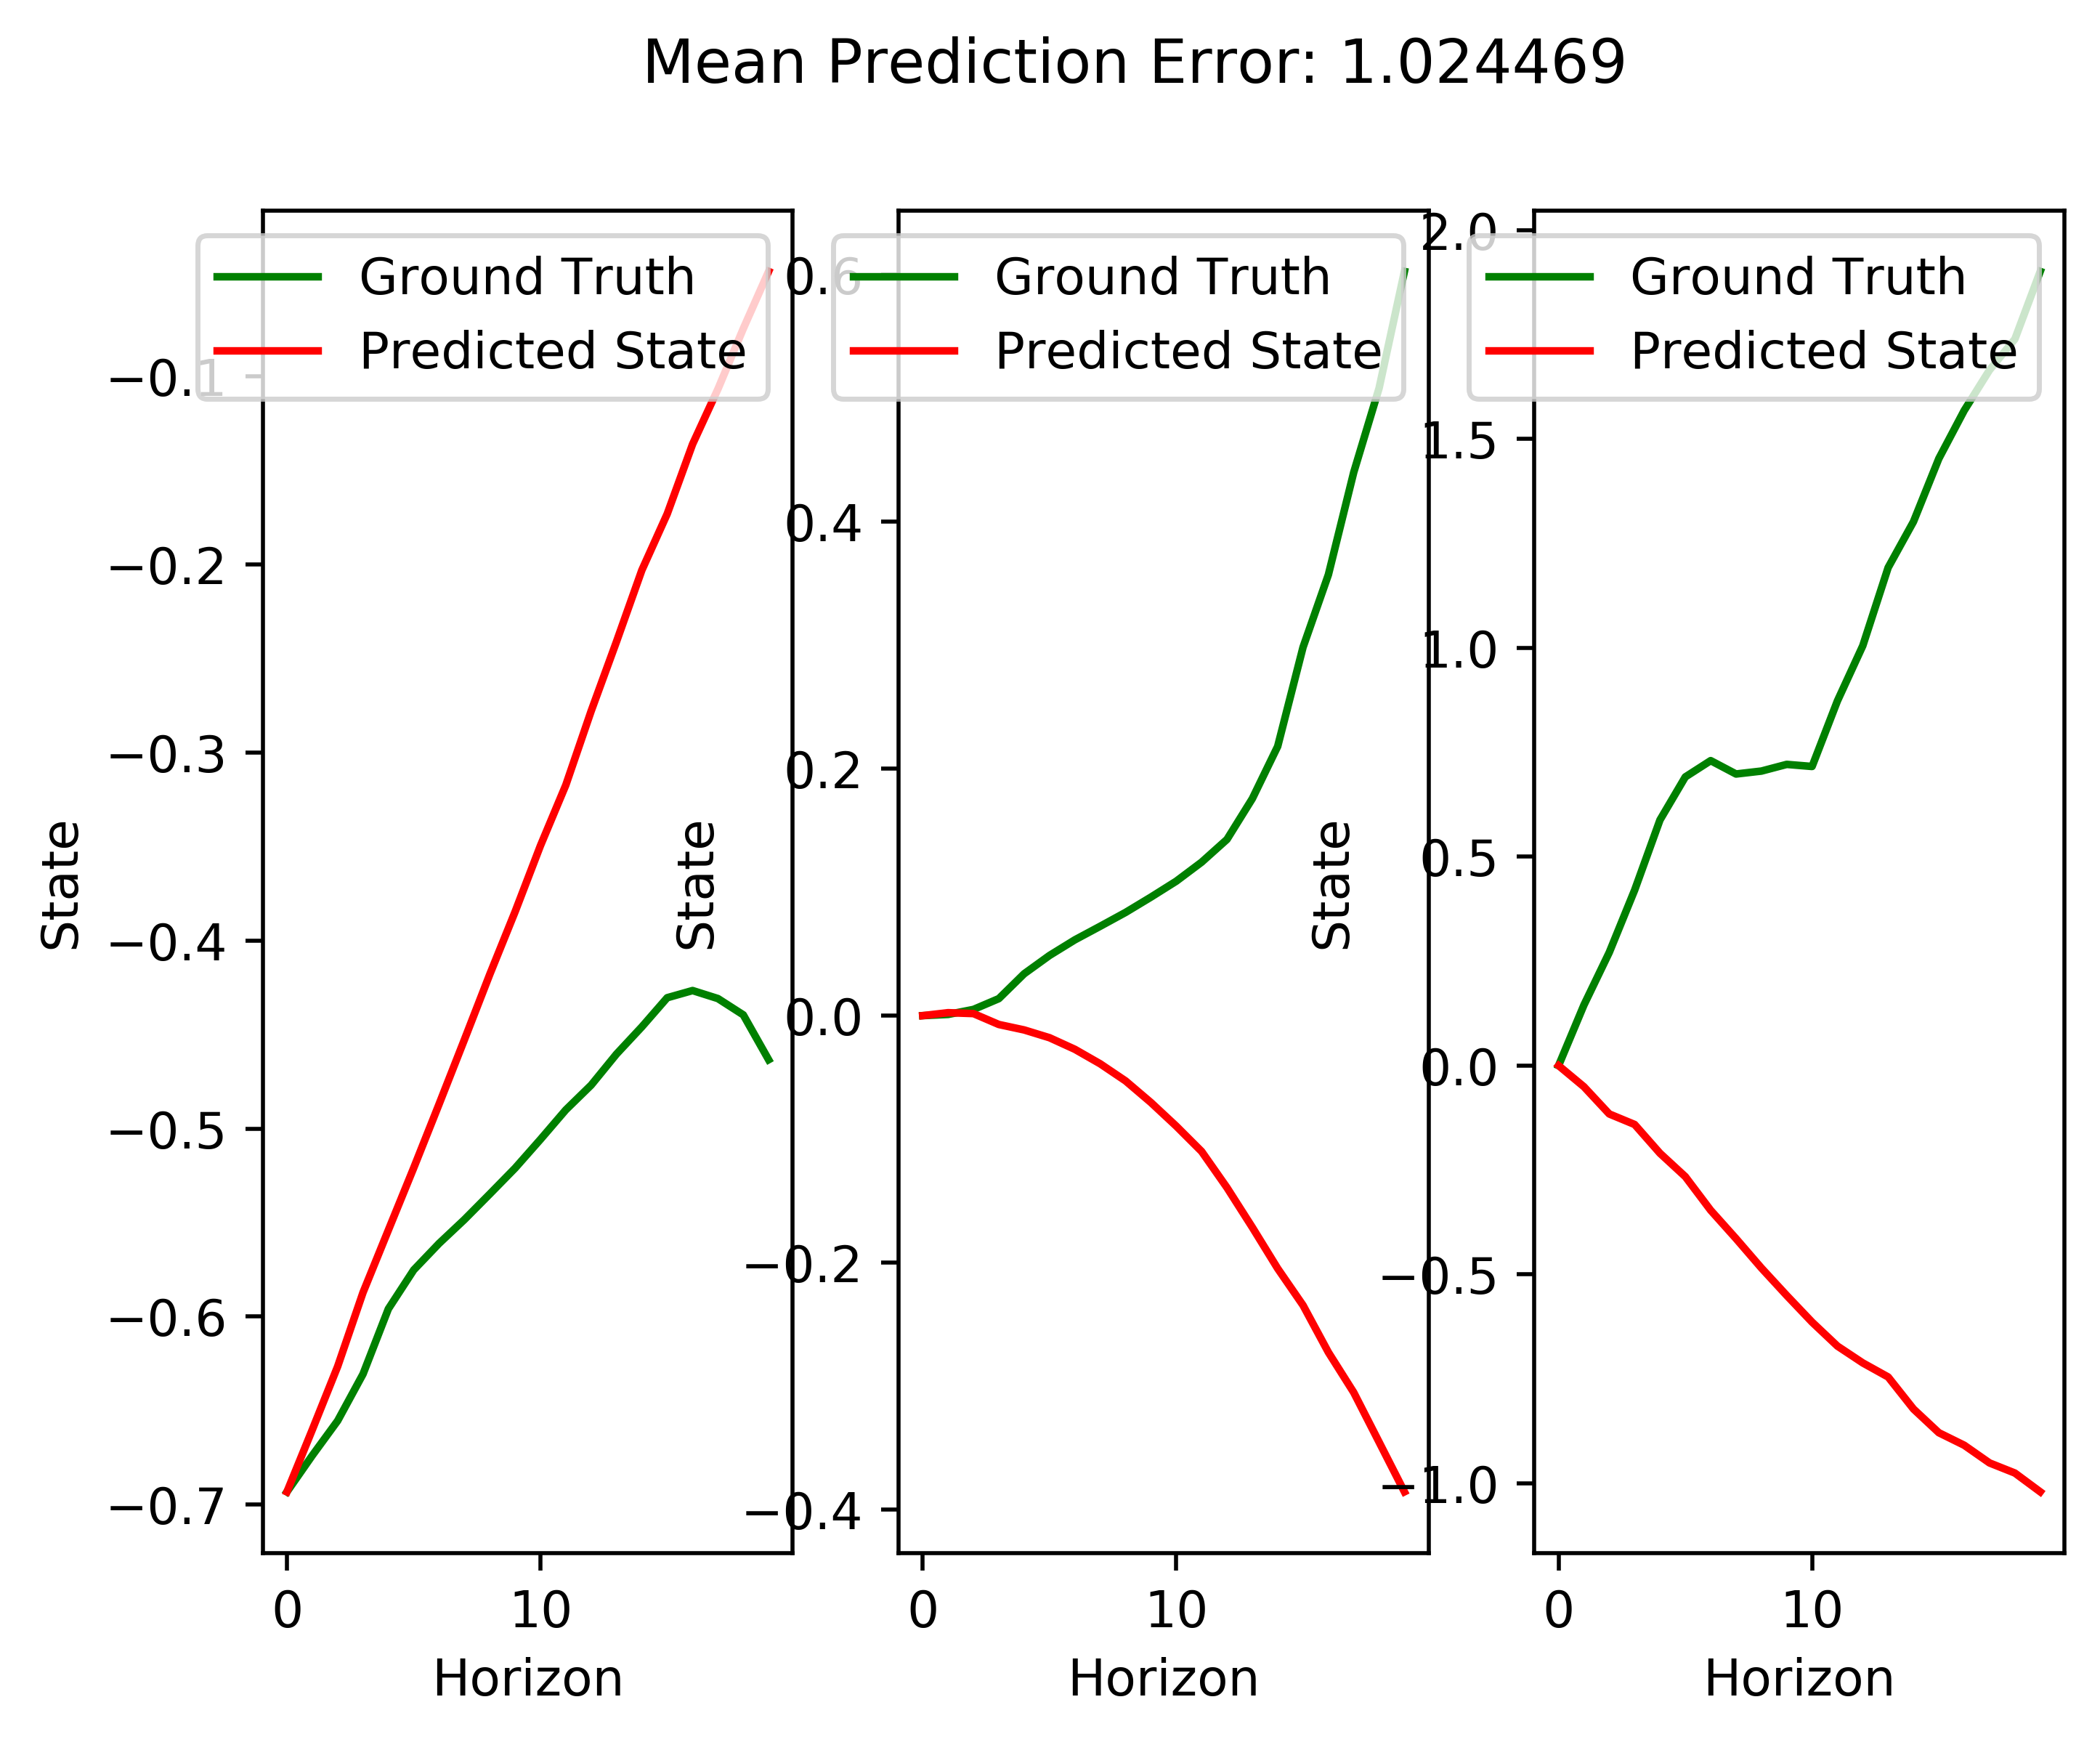 Mean Prediction Error: 1.024469
Ground Truth
Predicted State
−0.1
−0.2
−0.3
−0.4
−0.5
−0.6
−0.7
State
0 10
Horizon
Ground Truth
Predicted State
0.6
0.4
0.2
0.0
−0.2
−0.4
State
0 10
Horizon
Ground Truth
Predicted State
2.0
1.5
1.0
0.5
0.0
−0.5
−1.0
State
0 10
Horizon